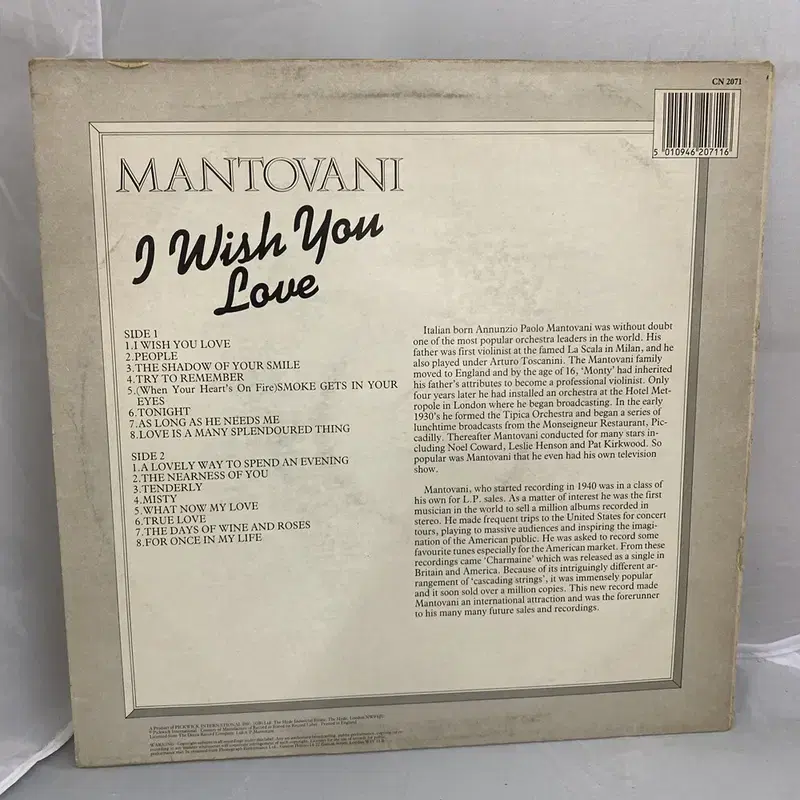 CN 2071
5 010946 207116
MANTOVANI
I Wish You
Love
SIDE 1
1.I WISH YOU LOVE
2.PEOPLE
3.THE SHADOW OF YOUR SMILE
4.TRY TO REMEMBER
5.(When Your Heart's On Fire)SMOKE GETS IN YOUR
EYES
6.TONIGHT
7.AS LONG AS HE NEEDS ME
8.LOVE IS A MANY SPLENDOURED THING
SIDE 2
1.A LOVELY WAY TO SPEND AN EVENING
2.THE NEARNESS OF YOU
3.TENDERLY
4.MISTY
5.WHAT NOW MY LOVE
6.TRUE LOVE
7.THE DAYS OF WINE AND ROSES
8.FOR ONCE IN MY LIFE
Italian born Annunzio Paolo Mantovani was without doubt
one of the most popular orchestra leaders in the world. His
father was first violinist at the famed La Scala in Milan, and he
also played under Arturo Toscanini. The Mantovani family
moved to England and by the age of 16, 'Monty' had inherited
his father's attributes to become a professional violinist. Only
four years later he had installed an orchestra at the Hotel Met-
ropole in London where he began broadcasting. In the early
1930's he formed the Tipica Orchestra and began a series of
lunchtime broadcasts from the Monseigneur Restaurant, Pic-
cadilly. Thereafter Mantovani conducted for many stars in-
cluding Noel Coward, Leslie Henson and Pat Kirkwood. So
popular was Mantovani that he even had his own television
show.
Mantovani, who started recording in 1940 was in a class of
his own for L.P. sales. As a matter of interest he was the first
musician in the world to sell a million albums recorded in
stereo. He made frequent trips to the United States for concert
tours, playing to massive audiences and inspiring the imagi-
nation of the American public. He was asked to record some
favourite tunes especially for the American market. From these
recordings came 'Charmaine' which was released as a single in
Britain and America. Because of its intriguingly different ar-
rangement of 'cascading strings', it was immensely popular
and it soon sold over a million copies. This new record made
Mantovani an international attraction and was the forerunner
to his many many future sales and recordings.
A Product of PICKWICK INTERNATIONAL